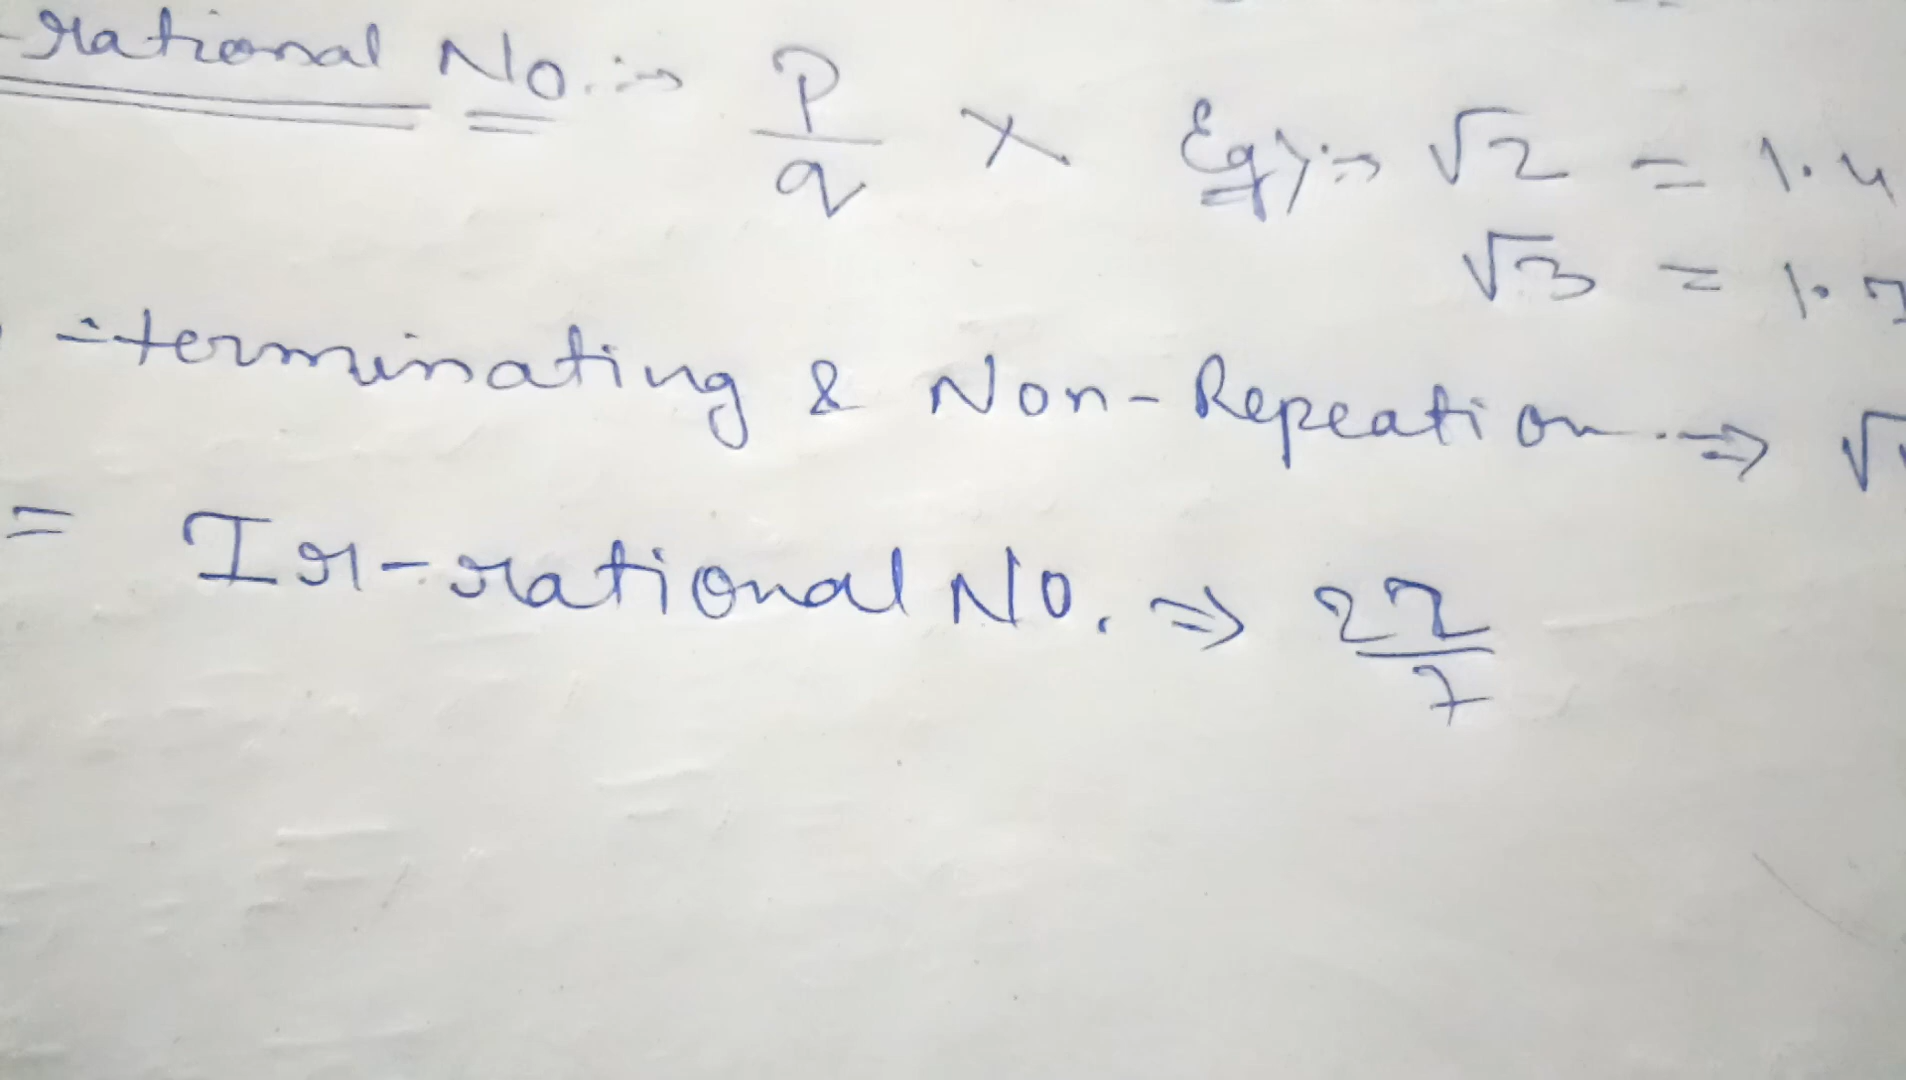 -rational No. :→ P/q × Eg):→ √2 = 1.4
√3 = 1.7
-terminating & Non-Repeation. ⇒ √
= Ir-rational No. ⇒ 22/7